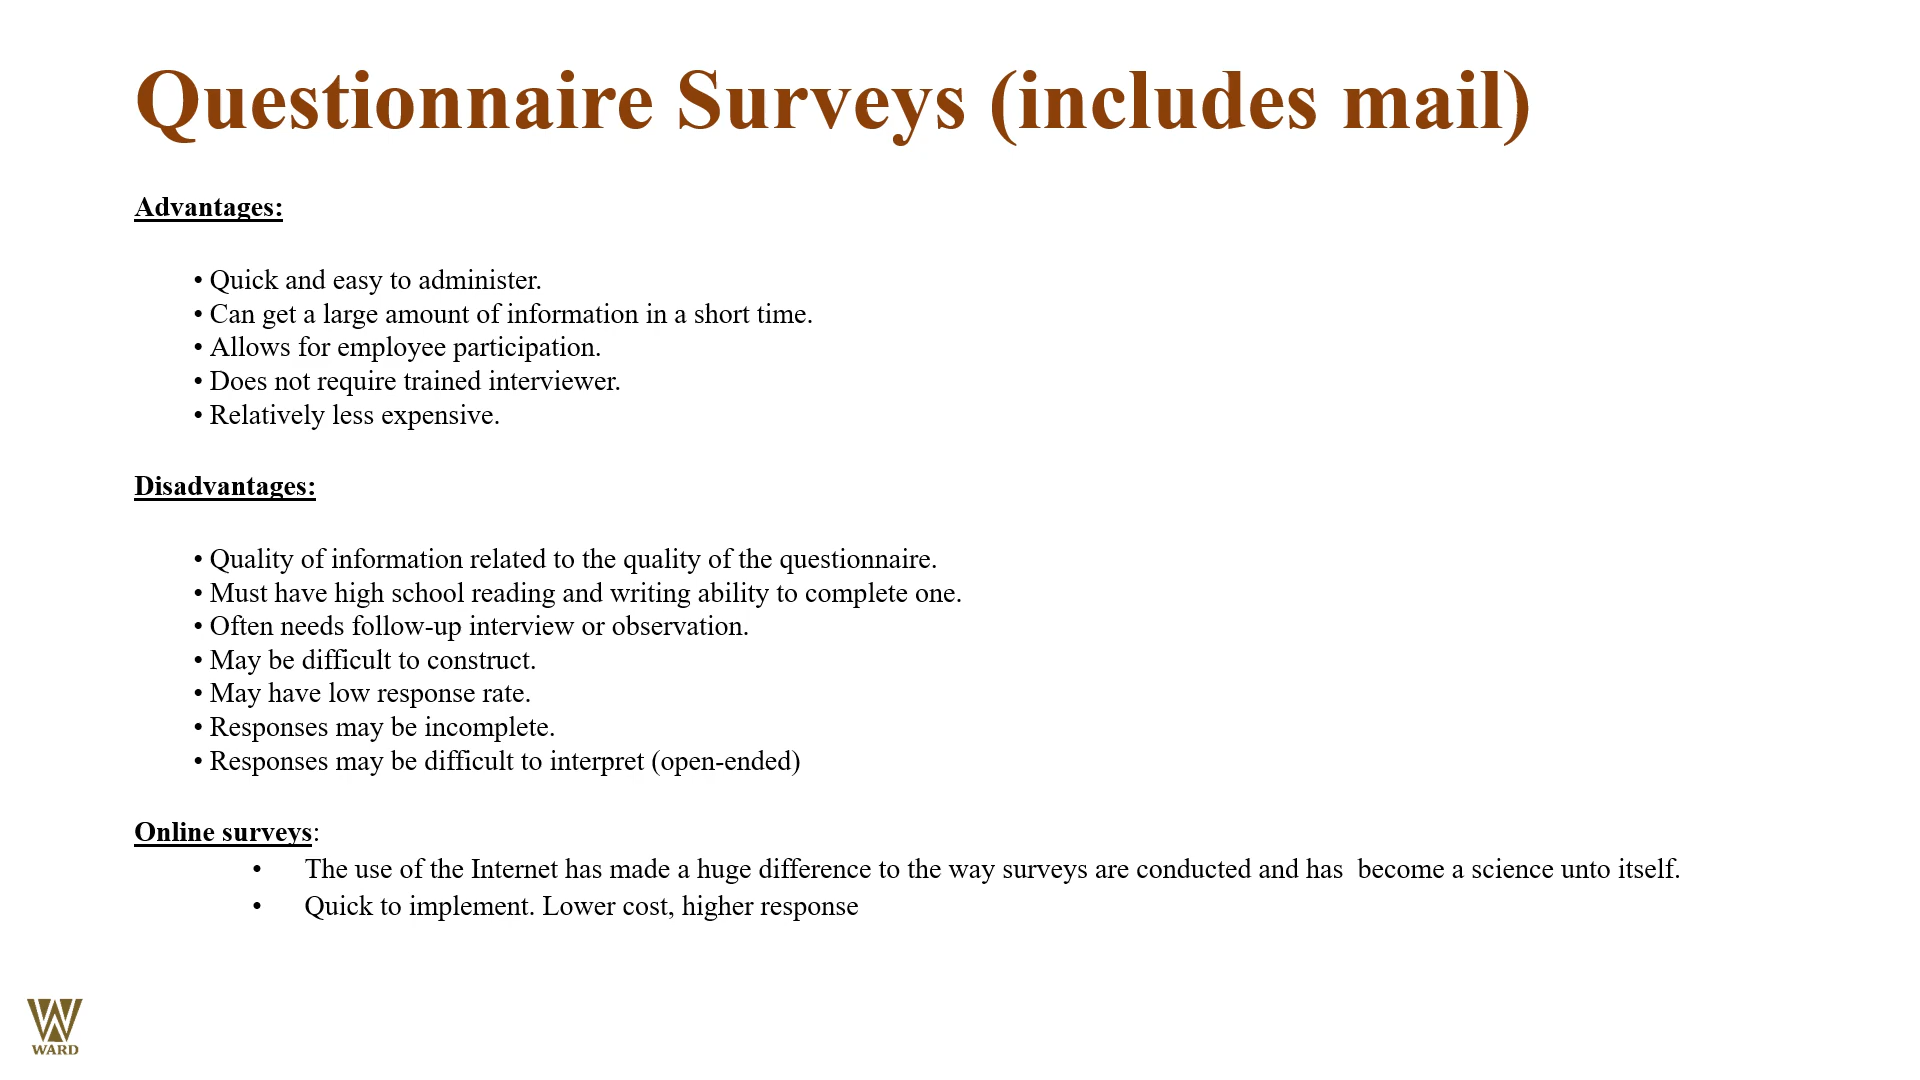 Questionnaire Surveys (includes mail)
Advantages:
• Quick and easy to administer.
• Can get a large amount of information in a short time.
• Allows for employee participation.
• Does not require trained interviewer.
• Relatively less expensive.
Disadvantages:
• Quality of information related to the quality of the questionnaire.
• Must have high school reading and writing ability to complete one.
• Often needs follow-up interview or observation.
• May be difficult to construct.
• May have low response rate.
• Responses may be incomplete.
• Responses may be difficult to interpret (open-ended)
Online surveys:
• The use of the Internet has made a huge difference to the way surveys are conducted and has  become a science unto itself.
• Quick to implement. Lower cost, higher response
WARD